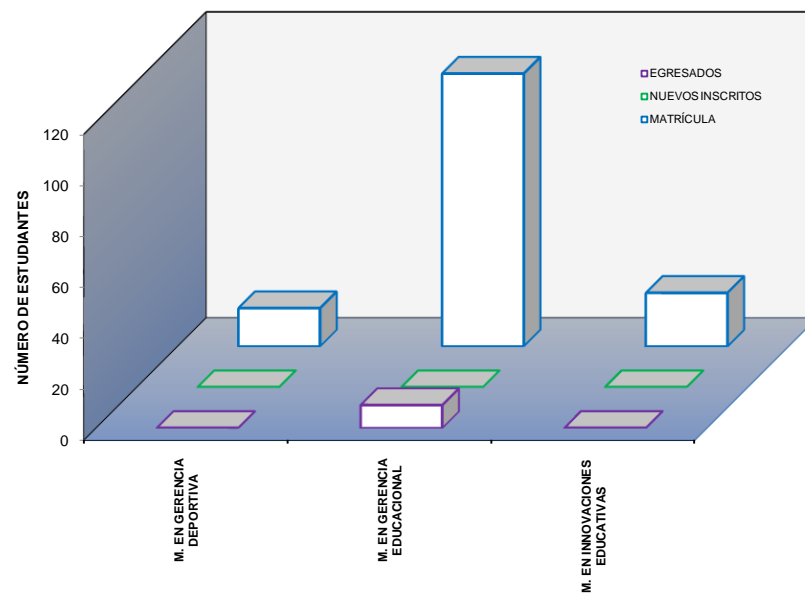 EGRESADOS
NUEVOS INSCRITOS
MATRÍCULA
NÚMERO DE ESTUDIANTES
120
100
80
60
40
20
0
M. EN GERENCIA
DEPORTIVA
M. EN GERENCIA
EDUCACIONAL
M. EN INNOVACIONES
EDUCATIVAS